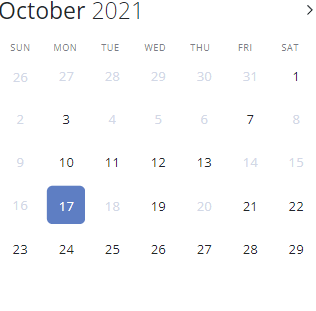 October 2021
SUN MON TUE WED THU FRI SAT
26 27 28 29 30 31 1
2 3 4 5 6 7 8
9 10 11 12 13 14 15
16 17 18 19 20 21 22
23 24 25 26 27 28 29